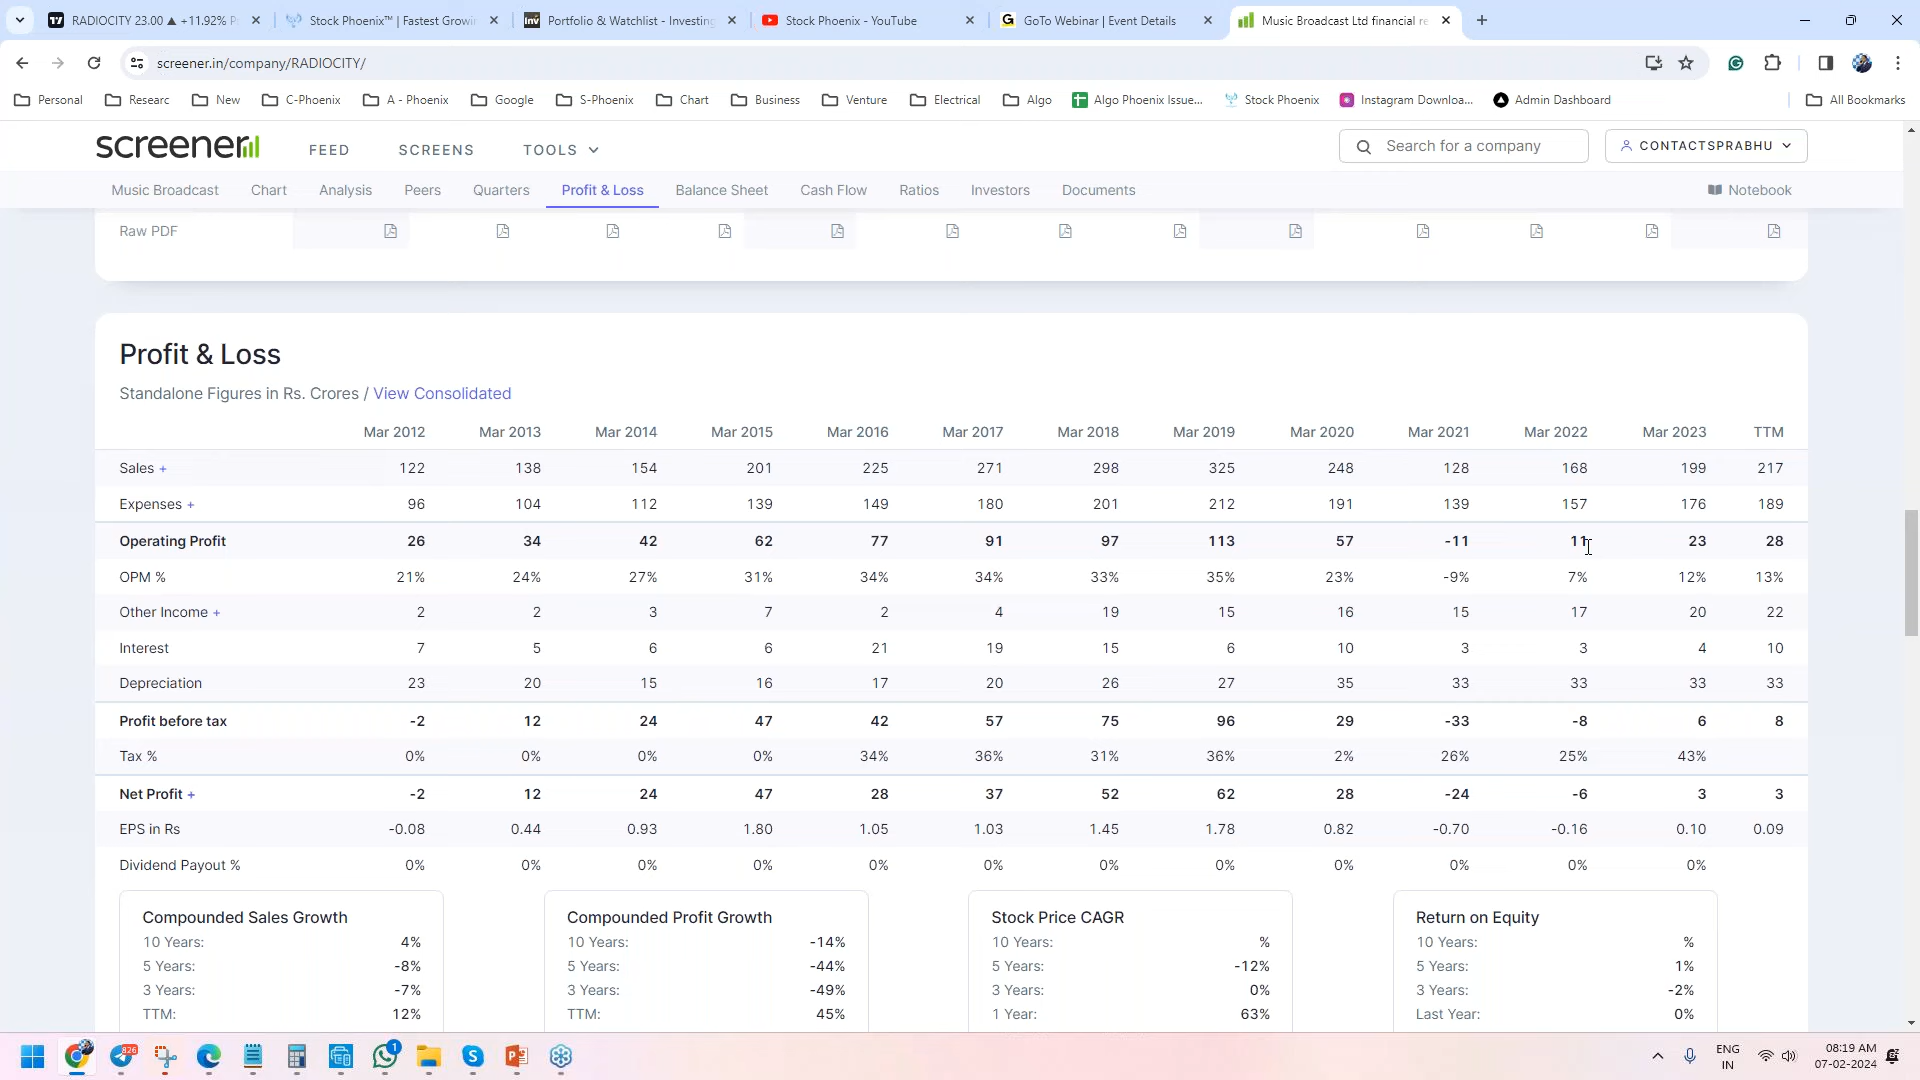 RADIOCITY 23.00 ▲ +11.92% P
Stock Phoenix™ | Fastest Growin
Portfolio & Watchlist - Investing
Stock Phoenix - YouTube
GoTo Webinar | Event Details
Music Broadcast Ltd financial re
screener.in/company/RADIOCITY/
Personal Researc New C-Phoenix A - Phoenix Google S-Phoenix Chart Business Venture Electrical Algo Algo Phoenix Issue... Stock Phoenix Instagram Downloa... Admin Dashboard All Bookmarks
screener FEED SCREENS TOOLS Search for a company CONTACTSPRABHU
Music Broadcast Chart Analysis Peers Quarters Profit & Loss Balance Sheet Cash Flow Ratios Investors Documents Notebook
Raw PDF
Profit & Loss
Standalone Figures in Rs. Crores / View Consolidated
Mar 2012 Mar 2013 Mar 2014 Mar 2015 Mar 2016 Mar 2017 Mar 2018 Mar 2019 Mar 2020 Mar 2021 Mar 2022 Mar 2023 TTM
Sales + 122 138 154 201 225 271 298 325 248 128 168 199 217
Expenses + 96 104 112 139 149 180 201 212 191 139 157 176 189
Operating Profit 26 34 42 62 77 91 97 113 57 -11 11 23 28
OPM % 21% 24% 27% 31% 34% 34% 33% 35% 23% -9% 7% 12% 13%
Other Income + 2 2 3 7 2 4 19 15 16 15 17 20 22
Interest 7 5 6 6 21 19 15 6 10 3 3 4 10
Depreciation 23 20 15 16 17 20 26 27 35 33 33 33 33
Profit before tax -2 12 24 47 42 57 75 96 29 -33 -8 6 8
Tax % 0% 0% 0% 0% 34% 36% 31% 36% 2% 26% 25% 43%
Net Profit + -2 12 24 47 28 37 52 62 28 -24 -6 3 3
EPS in Rs -0.08 0.44 0.93 1.80 1.05 1.03 1.45 1.78 0.82 -0.70 -0.16 0.10 0.09
Dividend Payout % 0% 0% 0% 0% 0% 0% 0% 0% 0% 0% 0% 0%
Compounded Sales Growth
10 Years: 4%
5 Years: -8%
3 Years: -7%
TTM: 12%
Compounded Profit Growth
10 Years: -14%
5 Years: -44%
3 Years: -49%
TTM: 45%
Stock Price CAGR
10 Years: %
5 Years: -12%
3 Years: 0%
1 Year: 63%
Return on Equity
10 Years: %
5 Years: 1%
3 Years: -2%
Last Year: 0%
826
1
ENG
IN
08:19 AM
07-02-2024